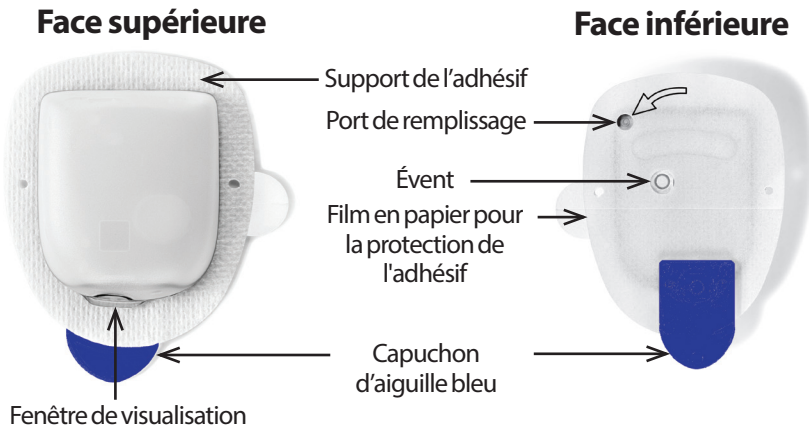 Face supérieure
Face inférieure
Support de l'adhésif
Port de remplissage
Évent
Film en papier pour
la protection de
l'adhésif
Capuchon
d'aiguille bleu
Fenêtre de visualisation